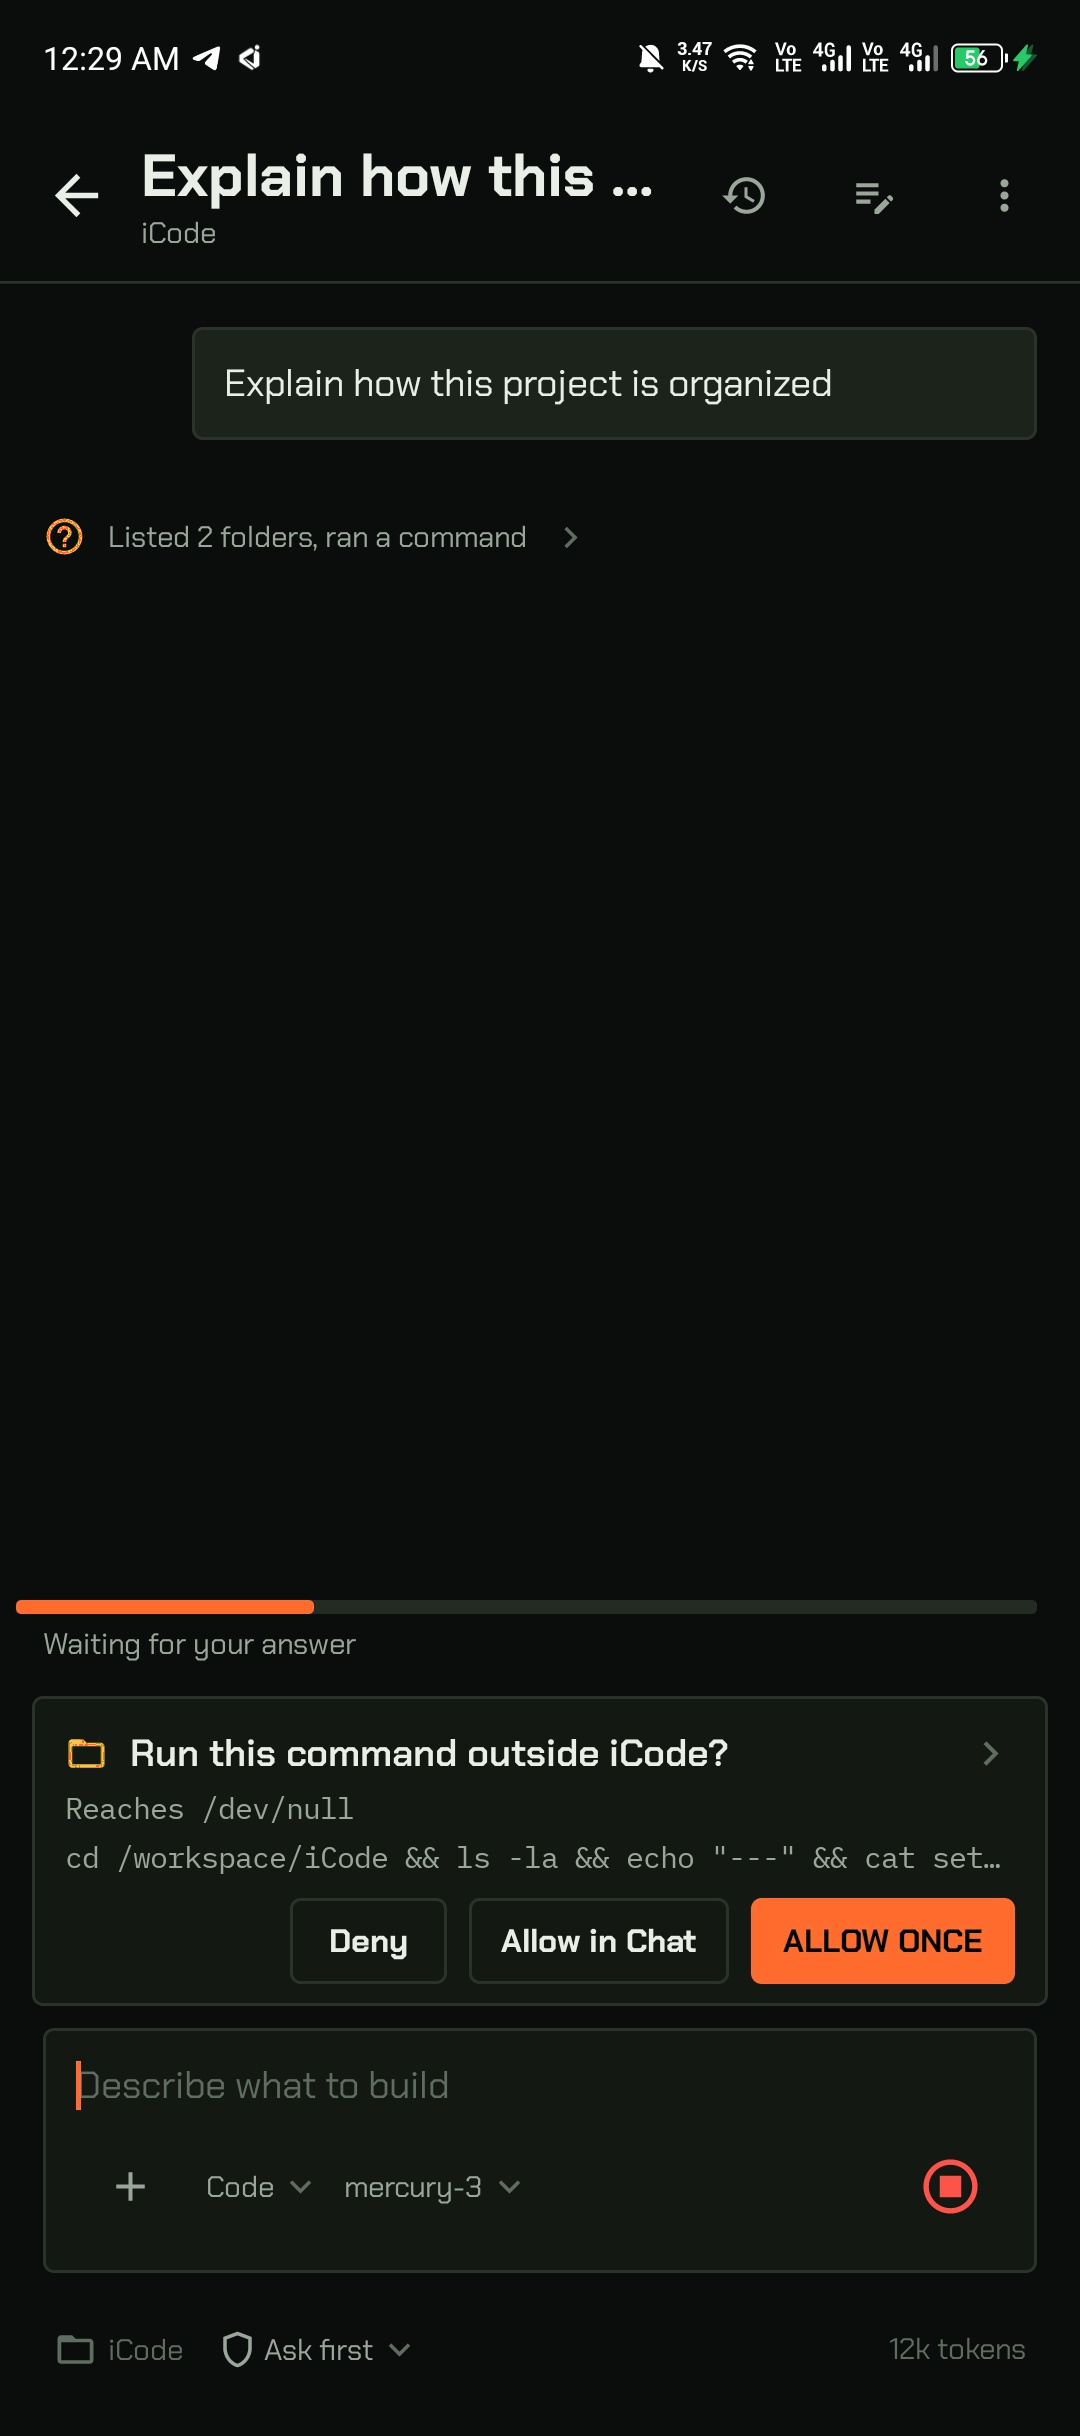 12:29 AM
3.47 K/S
Vo LTE 4G Vo LTE 4G 56
Explain how this ...
iCode
Explain how this project is organized
Listed 2 folders, ran a command
Waiting for your answer
Run this command outside iCode?
Reaches /dev/null
cd /workspace/iCode && ls -la && echo "---" && cat set…
Deny
Allow in Chat
ALLOW ONCE
Describe what to build
Code
mercury-3
iCode
Ask first
12k tokens